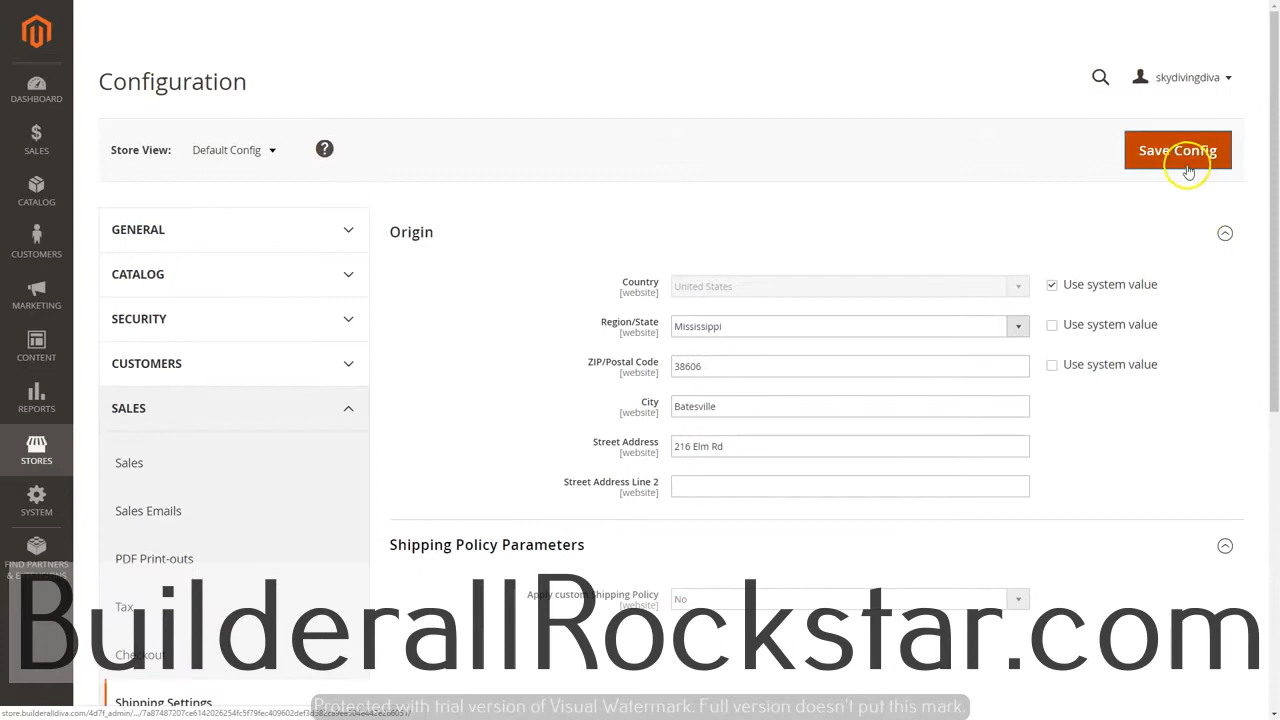 Configuration
skydivingdiva
Store View: Default Config ?
Save Config
DASHBOARD
SALES
CATALOG
CUSTOMERS
MARKETING
CONTENT
REPORTS
STORES
SYSTEM
FIND PARTNERS
& EXTENSIONS
GENERAL
CATALOG
SECURITY
CUSTOMERS
SALES
Sales
Sales Emails
PDF Print-outs
Tax
Checkout
Shipping Settings
Origin
Country
[website]
United States
Use system value
Region/State
[website]
Mississippi
Use system value
ZIP/Postal Code
[website]
38606
Use system value
City
[website]
Batesville
Street Address
[website]
216 Elm Rd
Street Address Line 2
[website]
Shipping Policy Parameters
Apply custom Shipping Policy
[website]
No
BuilderallRockstar.com
Protected with trial version of Visual Watermark. Full version doesn't put this mark.